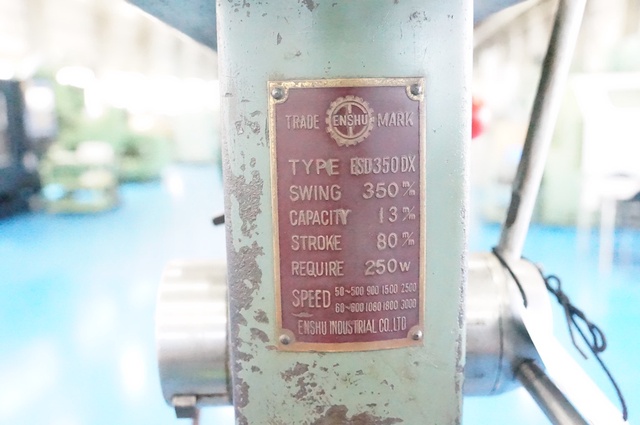 TRADE ENSHU MARK
TYPE ESD350DX
SWING 350 m/m
CAPACITY 13 m/m
STROKE 80 m/m
REQUIRE 250W
SPEED 50~500 900 1500 2500
60~600 1080 1800 3000
ENSHU INDUSTRIAL CO.,LTD